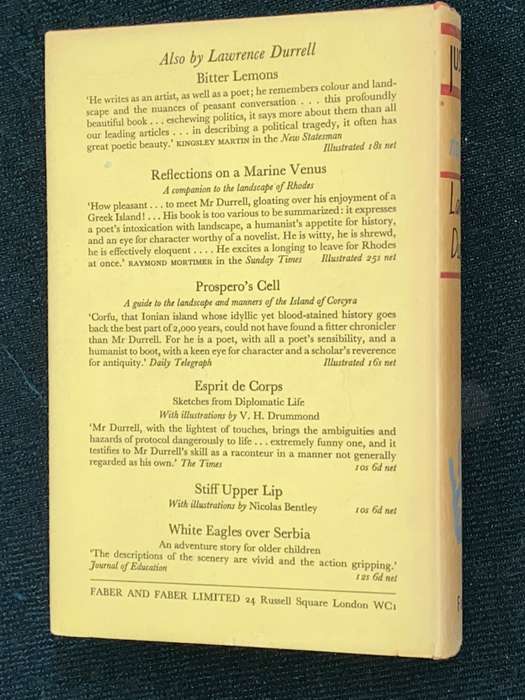 Also by Lawrence Durrell
Bitter Lemons
'He writes as an artist, as well as a poet; he remembers colour and land-
scape and the nuances of peasant conversation . . . this profoundly
beautiful book . . . eschewing politics, it says more about them than all
our leading articles . . . in describing a political tragedy, it often has
great poetic beauty.' KINGSLEY MARTIN in the New Statesman
Illustrated 18s net
Reflections on a Marine Venus
A companion to the landscape of Rhodes
'How pleasant . . . to meet Mr Durrell, gloating over his enjoyment of a
Greek Island! . . . His book is too various to be summarized: it expresses
a poet's intoxication with landscape, a humanist's appetite for history,
and an eye for character worthy of a novelist. He is witty, he is shrewd,
he is effectively eloquent . . . . He excites a longing to leave for Rhodes
at once.' RAYMOND MORTIMER in the Sunday Times Illustrated 25s net
Prospero's Cell
A guide to the landscape and manners of the Island of Corcyra
'Corfu, that Ionian island whose idyllic yet blood-stained history goes
back the best part of 2,000 years, could not have found a fitter chronicler
than Mr Durrell. For he is a poet, with all a poet's sensibility, and a
humanist to boot, with a keen eye for character and a scholar's reverence
for antiquity.' Daily Telegraph Illustrated 16s net
Esprit de Corps
Sketches from Diplomatic Life
With illustrations by V. H. Drummond
'Mr Durrell, with the lightest of touches, brings the ambiguities and
hazards of protocol dangerously to life . . . extremely funny one, and it
testifies to Mr Durrell's skill as a raconteur in a manner not generally
regarded as his own.' The Times 10s 6d net
Stiff Upper Lip
With illustrations by Nicolas Bentley 10s 6d net
White Eagles over Serbia
An adventure story for older children
'The descriptions of the scenery are vivid and the action gripping.'
Journal of Education 12s 6d net
FABER AND FABER LIMITED 24 Russell Square London WC1